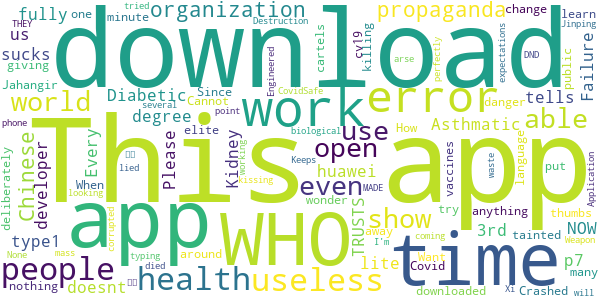 This app
download
WHO
time
app
work
error
people
health
useless
use
open
even
show
able
world
organization
propaganda
Chinese
developer
degree
Diabetic
Asthmatic
Every
Kidney
Please
huawei
TRUSTS
lite
3rd
NOW
p7
tells
Failure
type1
doesnt
sucks
fully
us
Jahangir
deliberately
one
minute
giving
tried
THEY
Since
Cannot
elite
When
nothing
phone
None
mass
looking
lied
died
typing
around
Keeps
several
point
Engineered
Destruction
CovidSafe
biological
working
kissing
MADE
How
wonder
I'm
away
try
Want
Covid
downloaded
coming
anything
vaccines
language
danger
tainted
Crashed
put
thumbs
many
will
Xi
Weapon
Application
waste
expectations
perfectly
arse
DND
Jinping
public
learn
change
cartels
killing
cy19